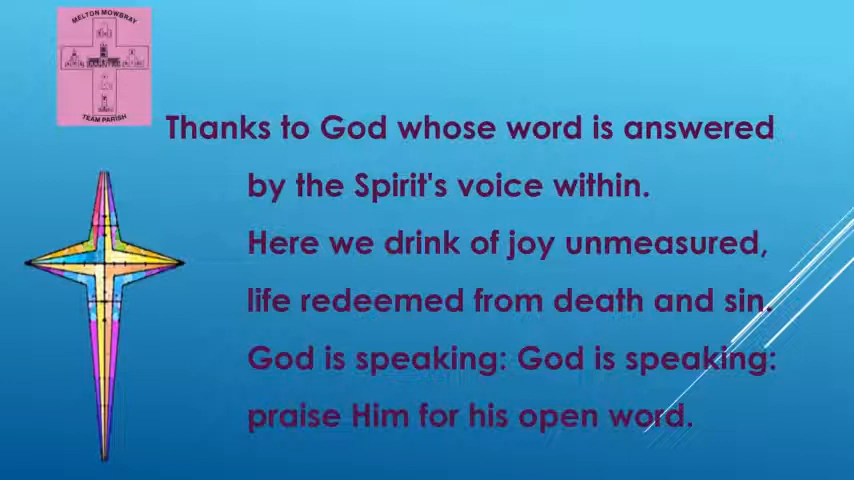 MELTON MOWBRAY
TEAM PARISH
Thanks to God whose word is answered
by the Spirit's voice within.
Here we drink of joy unmeasured,
life redeemed from death and sin.
God is speaking: God is speaking:
praise Him for his open word.